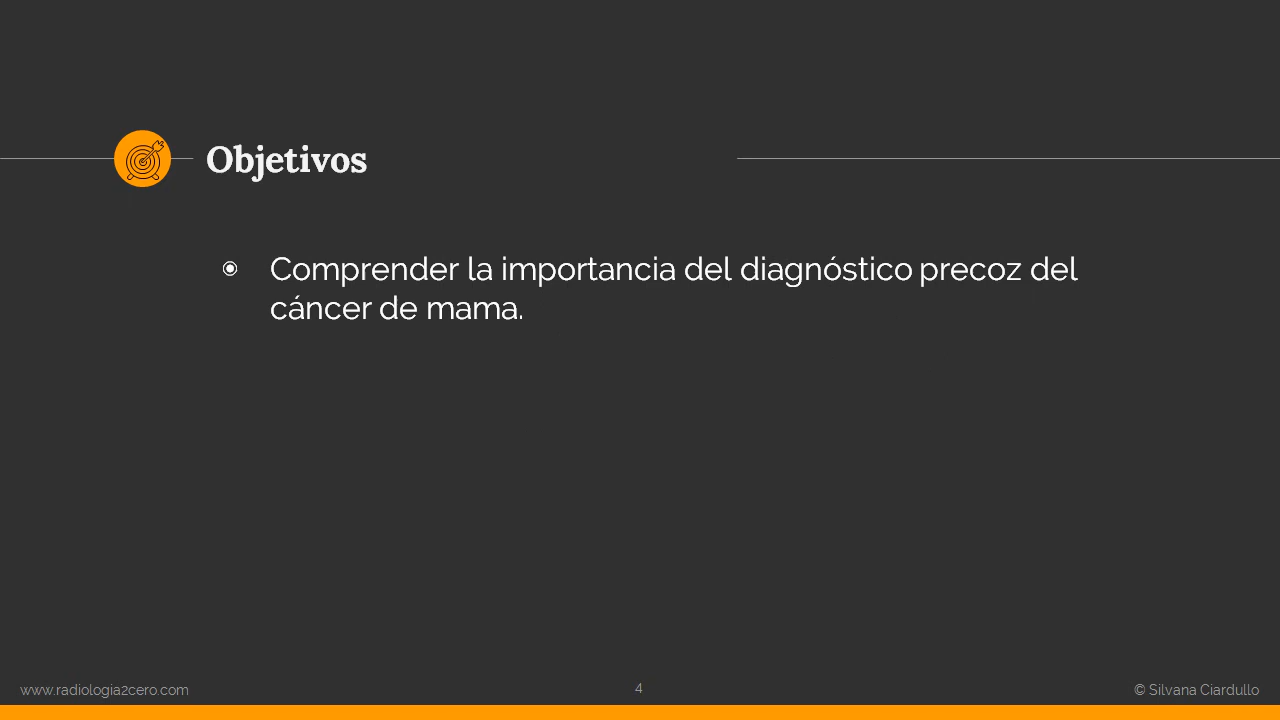 Objetivos
Comprender la importancia del diagnóstico precoz del
cáncer de mama.
www.radiologia2cero.com
4
© Silvana Ciardullo